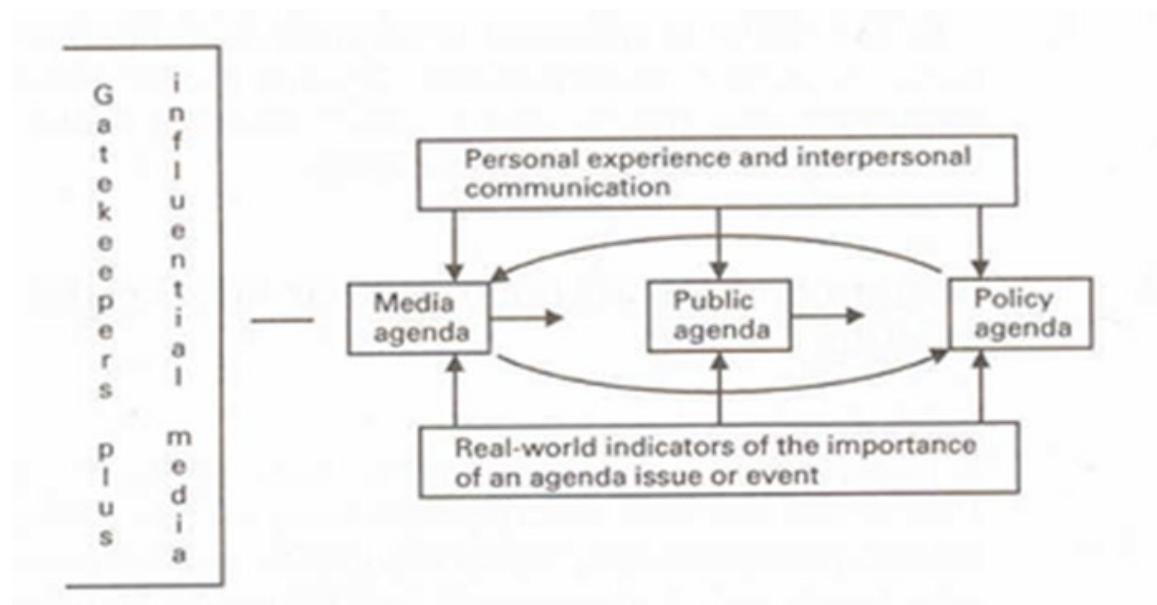 Gatekeepers plus
influential media
Personal experience and interpersonal
communication
Media
agenda
Public
agenda
Policy
agenda
Real-world indicators of the importance
of an agenda issue or event